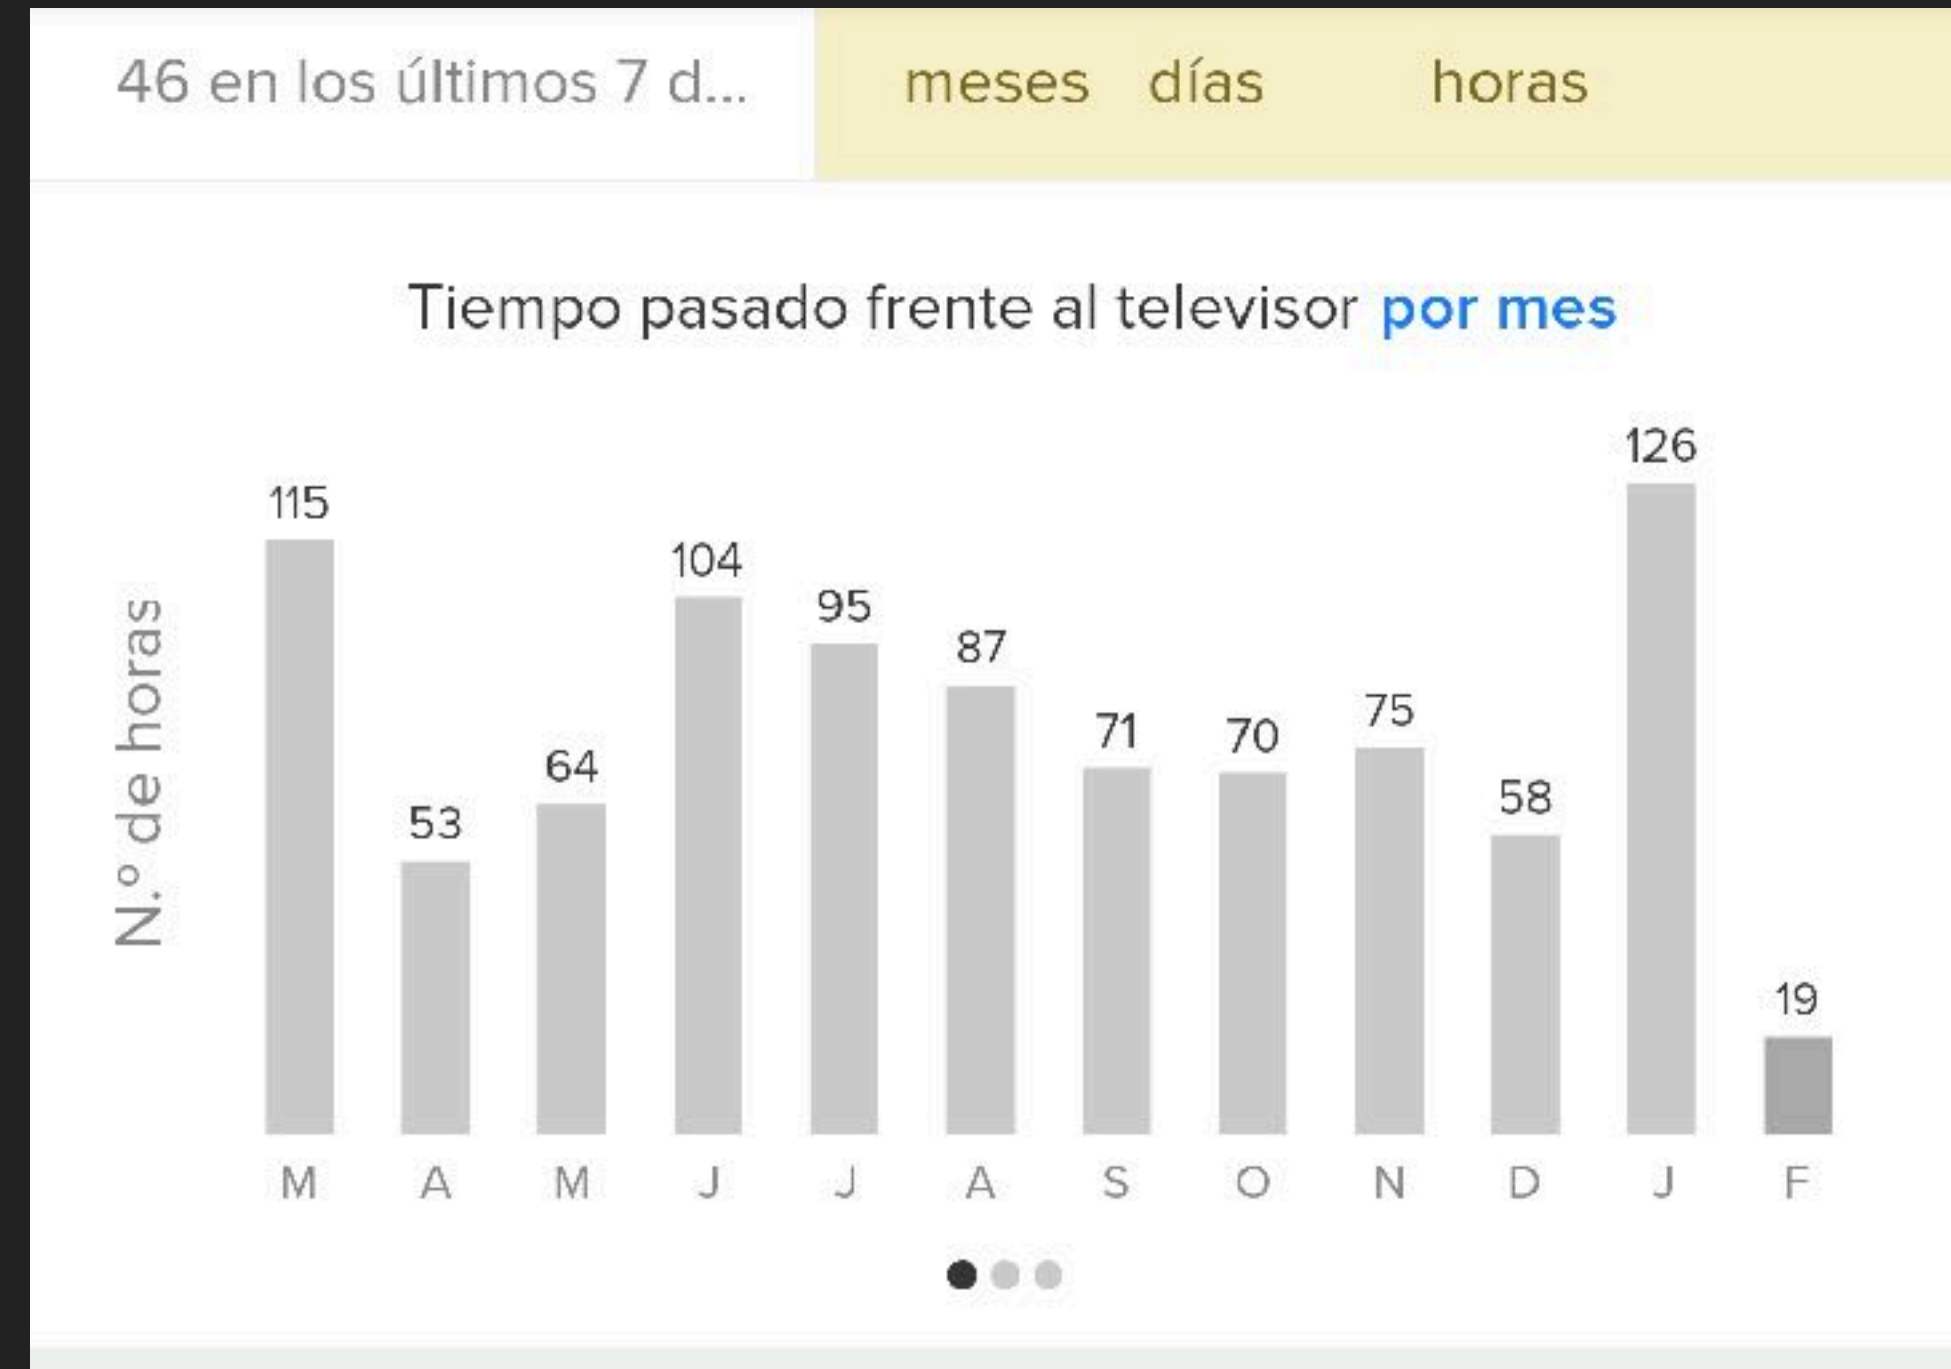 46 en los últimos 7 d...
meses días horas
Tiempo pasado frente al televisor por mes
N.º de horas
115 53 64 104 95 87 71 70 75 58 126 19
M A M J J A S O N D J F